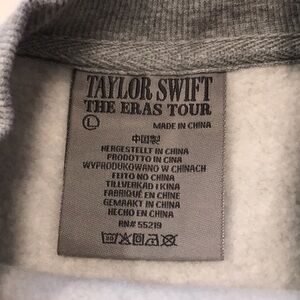 TAYLOR SWIFT
THE ERAS TOUR
L
MADE IN CHINA
中国製
HERGESTELLT IN CHINA
PRODOTTO IN CINA
WYPRODUKOWANO W CHINACH
FEITO NO CHINA
TILLVERKAD I KINA
FABRIQUÉ EN CHINE
GEMAAKT IN CHINA
HECHO EN CHINA
RN# 55219